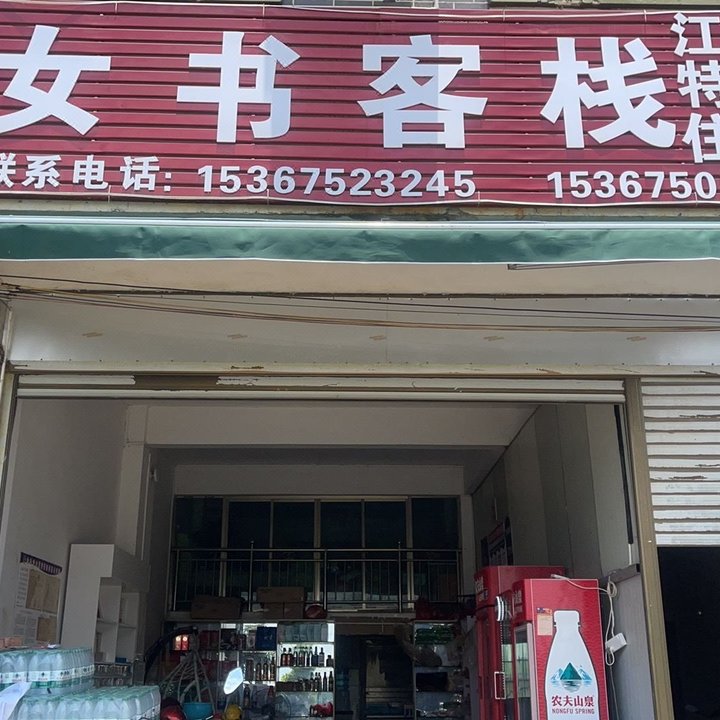 女书客栈
江
特
住
联系电话: 15367523245 1536750
农夫山泉
NONGFU SPRING